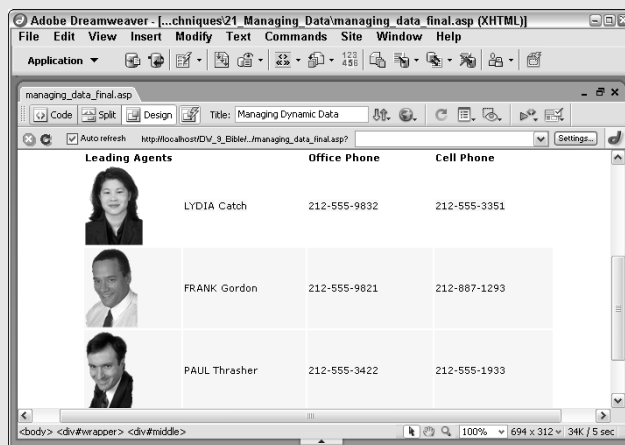 Adobe Dreamweaver - [...chniques\21_Managing_Data\managing_data_final.asp (XHTML)]
File Edit View Insert Modify Text Commands Site Window Help
Application
123
456
managing_data_final.asp
Code Split Design Title: Managing Dynamic Data
Auto refresh http://localhost/DW_9_Bible/.../managing_data_final.asp? Settings...
Leading Agents Office Phone Cell Phone
LYDIA Catch 212-555-9832 212-555-3351
FRANK Gordon 212-555-9821 212-887-1293
PAUL Thrasher 212-555-3422 212-555-1933
<body> <div#wrapper> <div#middle> 100% 694 x 312 34K / 5 sec